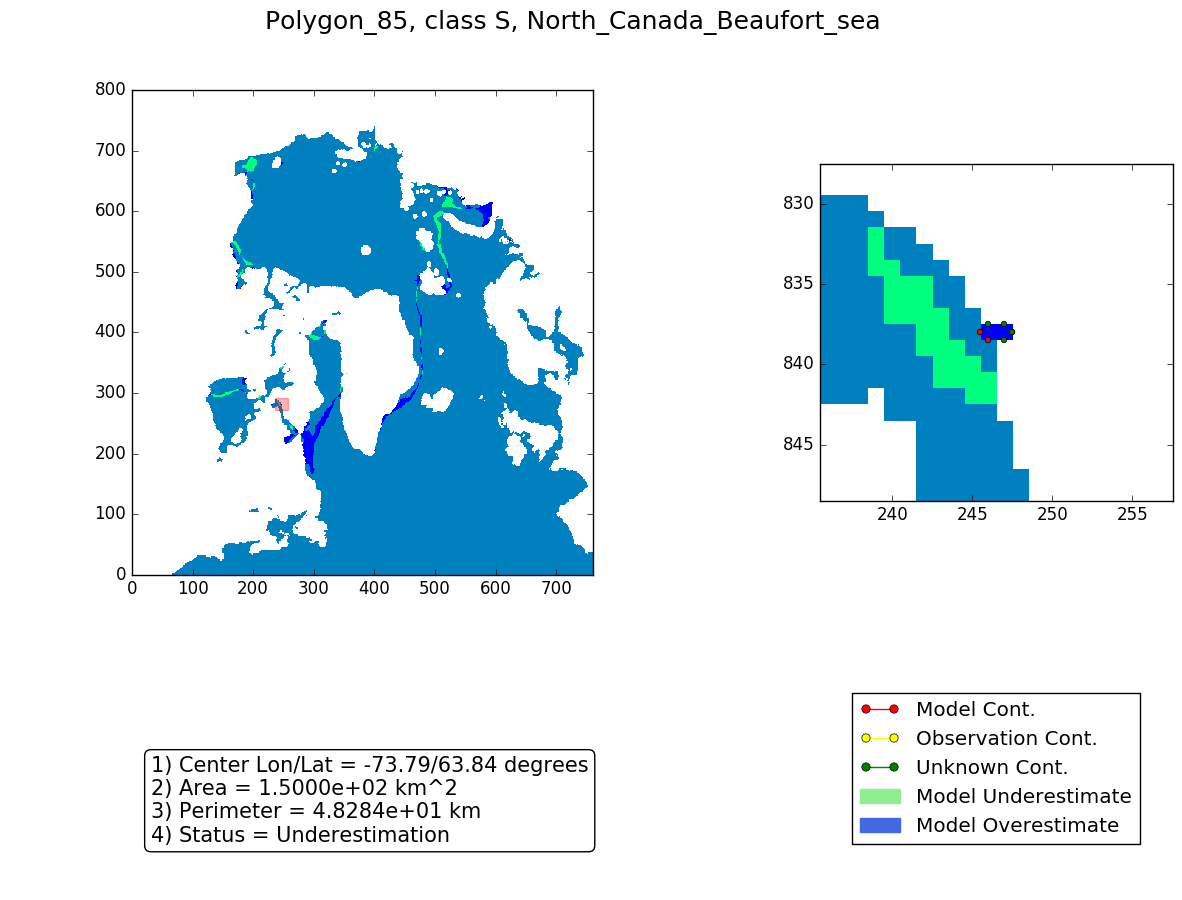 Polygon_85, class S, North_Canada_Beaufort_sea
800
700
600
500
400
300
200
100
0
0 100 200 300 400 500 600 700
830
835
840
845
240 245 250 255
1) Center Lon/Lat = -73.79/63.84 degrees
2) Area = 1.5000e+02 km^2
3) Perimeter = 4.8284e+01 km
4) Status = Underestimation
Model Cont.
Observation Cont.
Unknown Cont.
Model Underestimate
Model Overestimate